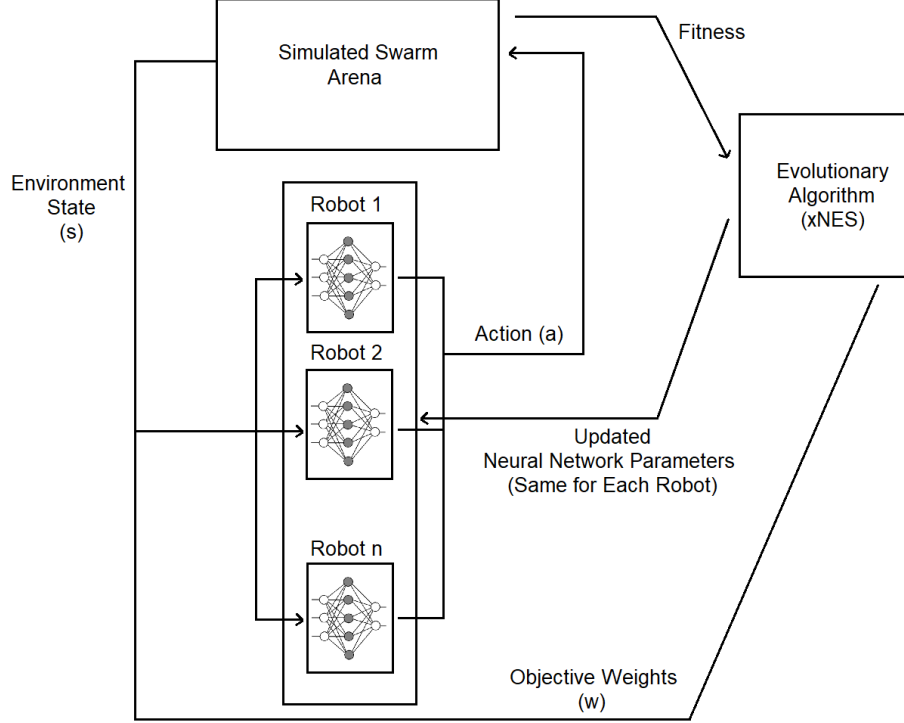 Simulated Swarm
Arena
Fitness
Evolutionary
Algorithm
(xNES)
Environment
State
(s)
Robot 1
Robot 2
Robot n
Action (a)
Updated
Neural Network Parameters
(Same for Each Robot)
Objective Weights
(w)